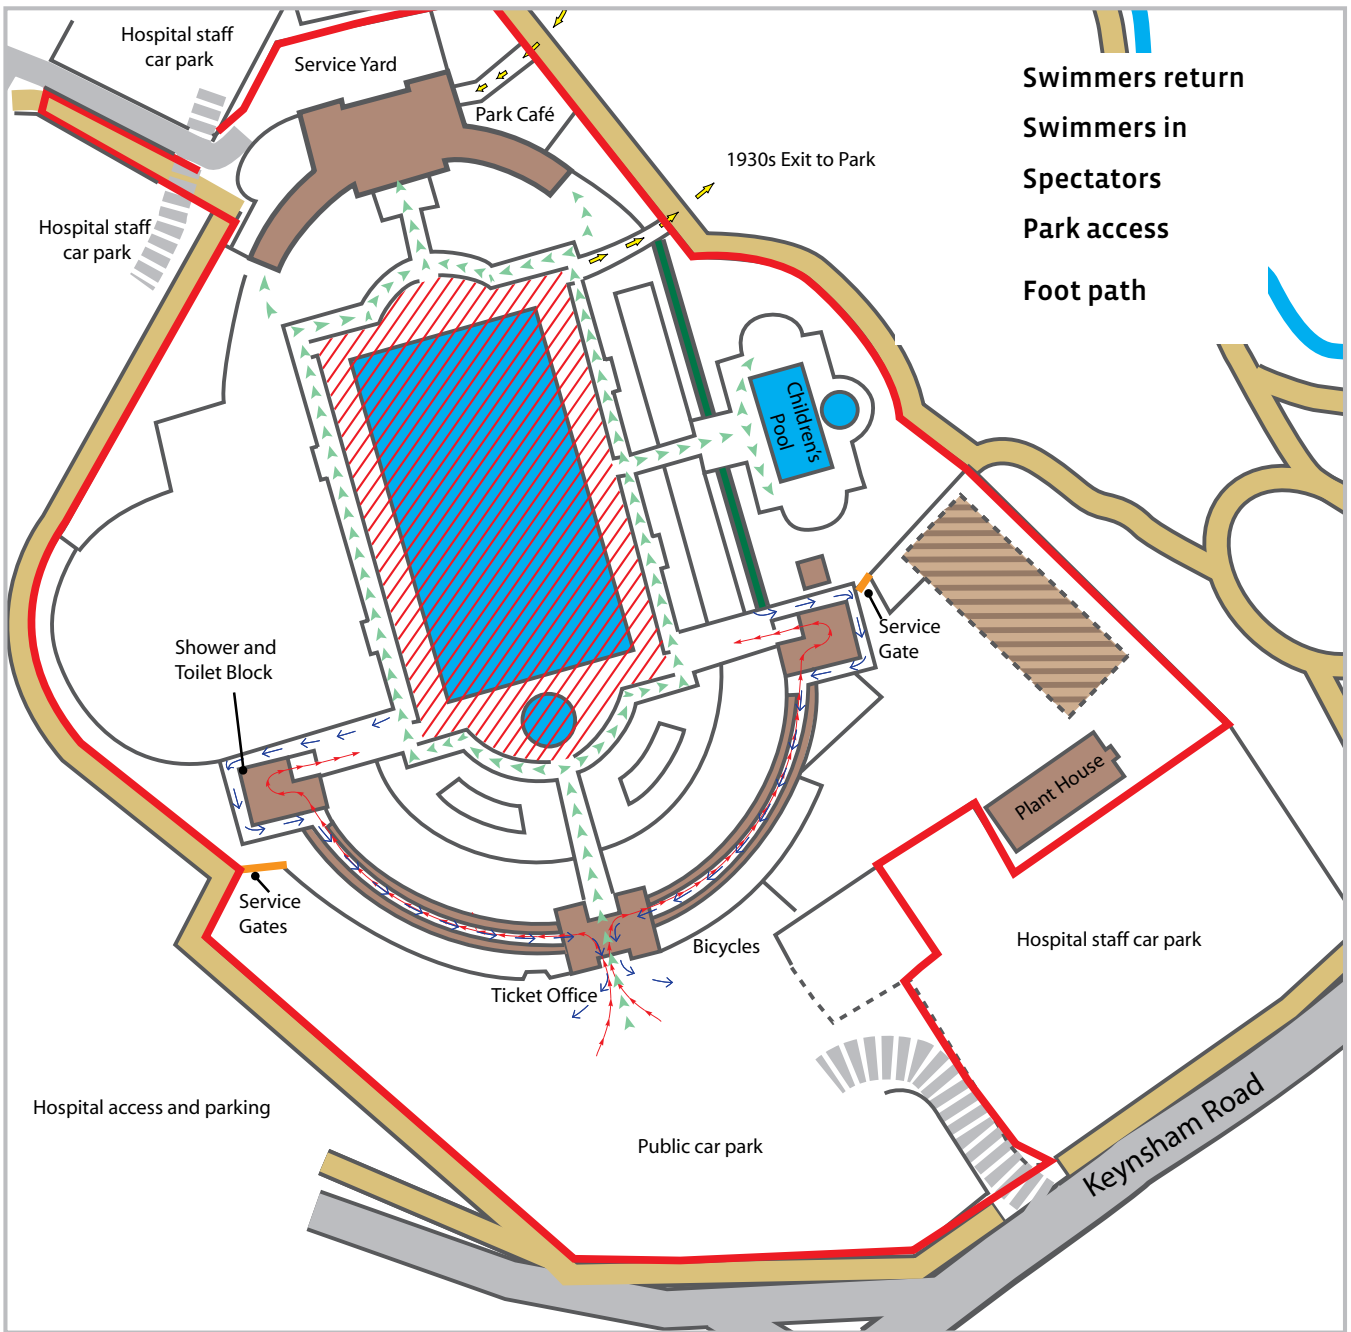 Hospital staff
car park
Service Yard
Park Café
1930s Exit to Park
Swimmers return
Swimmers in
Spectators
Park access
Foot path
Hospital staff
car park
Children's
Pool
Shower and
Toilet Block
Service
Gate
Plant House
Service
Gates
Bicycles
Ticket Office
Hospital staff car park
Hospital access and parking
Public car park
Keynsham Road